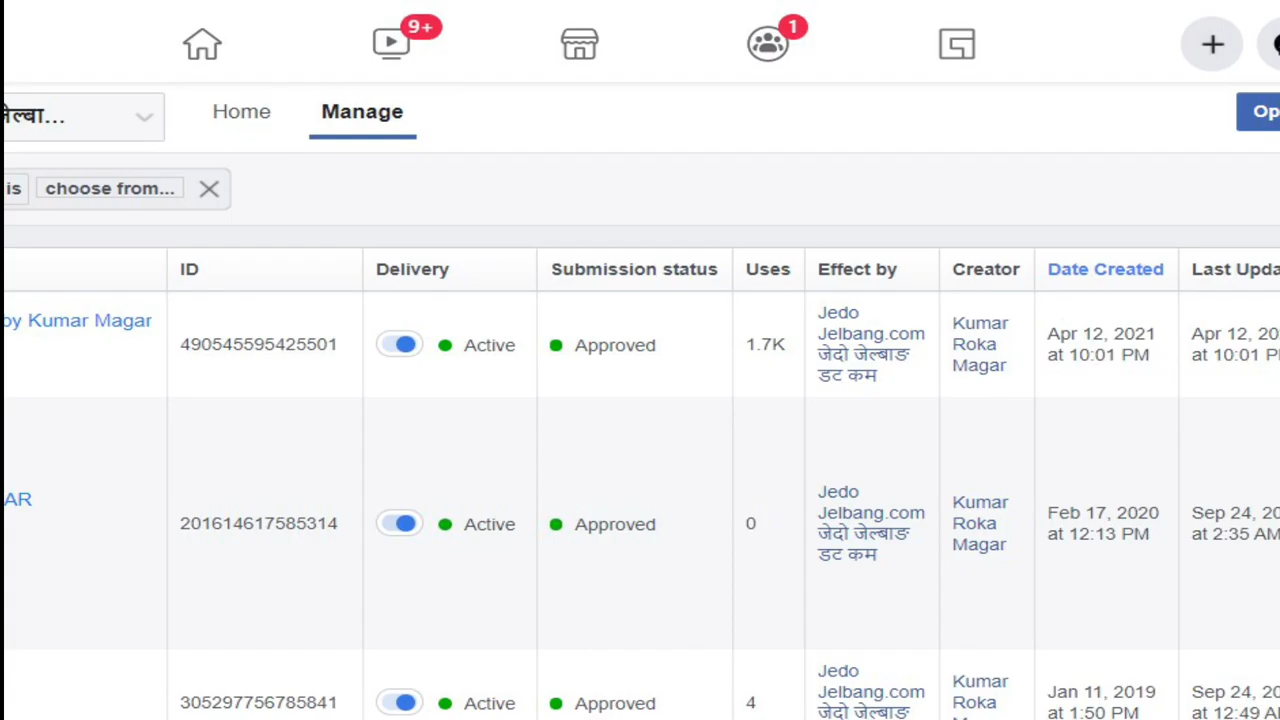 9+
1
ेल्बा...
Home
Manage
Op
is
choose from...
ID
Delivery
Submission status
Uses
Effect by
Creator
Date Created
Last Upda
oy Kumar Magar
490545595425501
Active
Approved
1.7K
Jedo
Jelbang.com
जेदो जेल्बाङ
डट कम
Kumar
Roka
Magar
Apr 12, 2021
at 10:01 PM
Apr 12, 20
at 10:01 P
AR
201614617585314
Active
Approved
0
Jedo
Jelbang.com
जेदो जेल्बाङ
डट कम
Kumar
Roka
Magar
Feb 17, 2020
at 12:13 PM
Sep 24, 20
at 2:35 AM
305297756785841
Active
Approved
4
Jedo
Jelbang.com
जेदो जेल्बाङ
Kumar
Roka
Jan 11, 2019
at 1:50 PM
Sep 24, 20
at 12:49 A